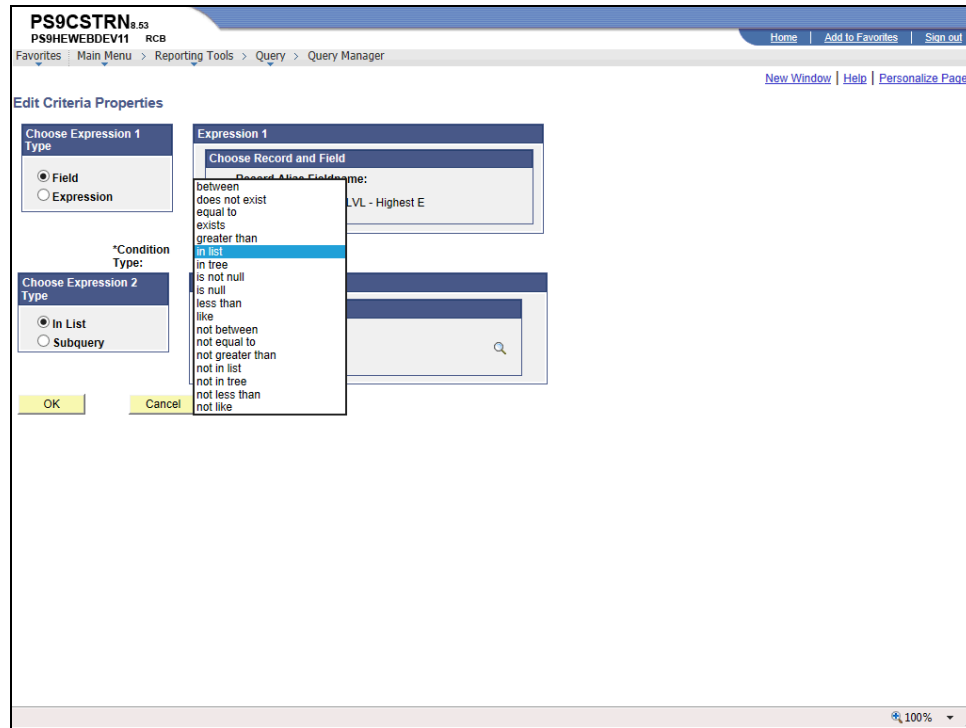 PS9CSTRN8.53
PS9HEWEBDEV11 RCB
Home | Add to Favorites | Sign out
Favorites Main Menu > Reporting Tools > Query > Query Manager
New Window | Help | Personalize Page
Edit Criteria Properties
Choose Expression 1
Type
Field
Expression
Expression 1
Choose Record and Field
Record Alias.Fieldname:
LVL - Highest E
*Condition
Type:
between
does not exist
equal to
exists
greater than
in list
in tree
is not null
is null
less than
like
not between
not equal to
not greater than
not in list
not in tree
not less than
not like
Choose Expression 2
Type
In List
Subquery
OK Cancel
100%